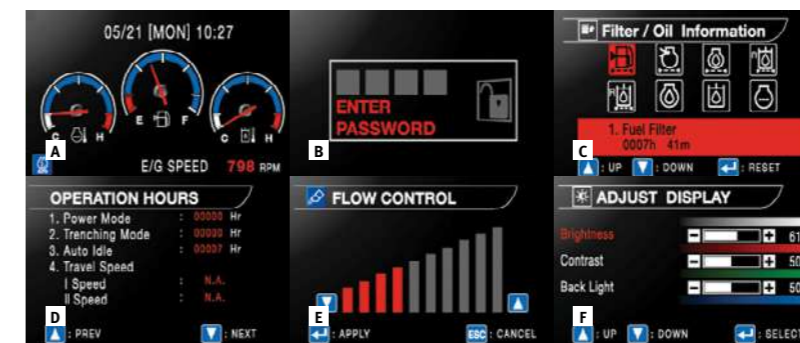 05/21 [MON] 10:27
E F
C H
C H
E/G SPEED 798 RPM
A
ENTER
PASSWORD
B
Filter / Oil Information
1. Fuel Filter
0007h 41m
C
: UP : DOWN : RESET
OPERATION HOURS
1. Power Mode : 00000 Hr
2. Trenching Mode : 00000 Hr
3. Auto Idle : 00007 Hr
4. Travel Speed
I Speed : N.A.
II Speed : N.A.
D
: PREV : NEXT
FLOW CONTROL
E
: APPLY ESC : CANCEL
ADJUST DISPLAY
Brightness - + 61
Contrast - + 50
Back Light - + 50
F
: UP : DOWN : SELECT